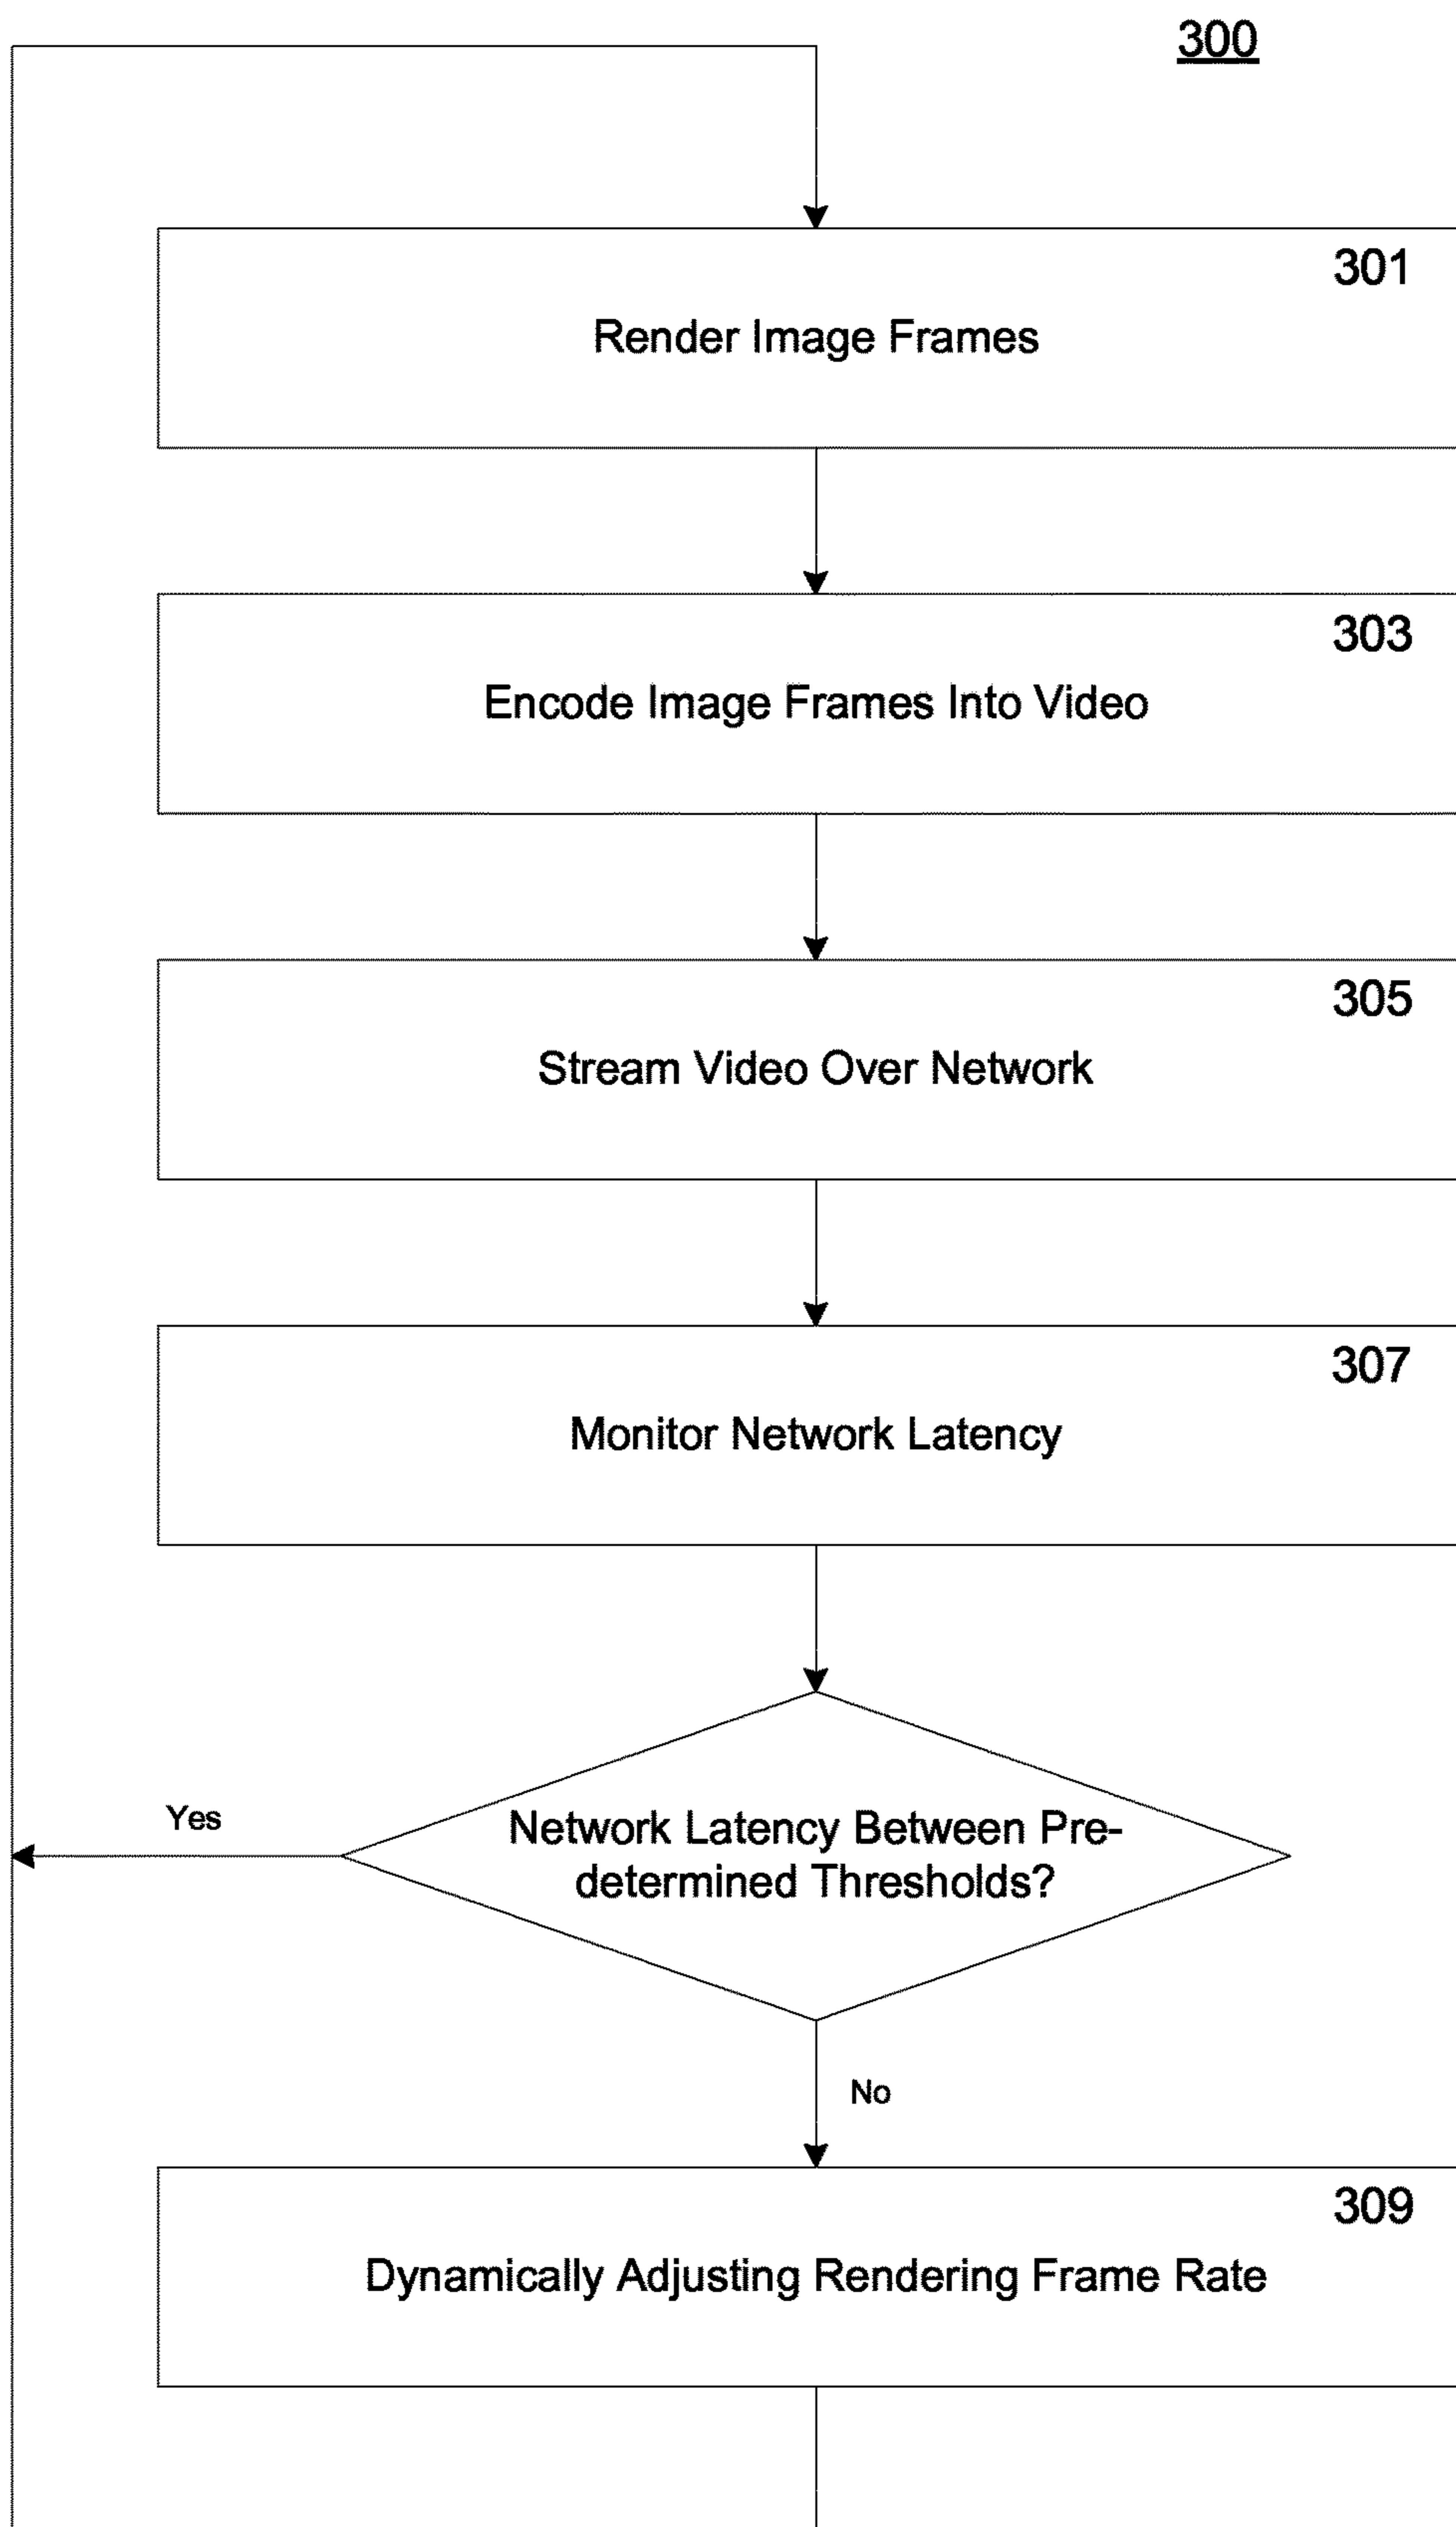 300
301
Render Image Frames
303
Encode Image Frames Into Video
305
Stream Video Over Network
307
Monitor Network Latency
Network Latency Between Pre-
determined Thresholds?
Yes
No
309
Dynamically Adjusting Rendering Frame Rate